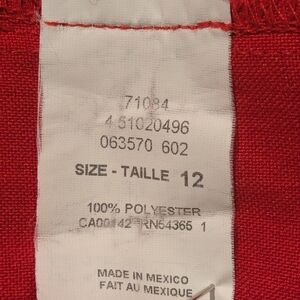 71084
4 51020496
063570 602
SIZE - TAILLE 12
100% POLYESTER
CA00142 RN54365 1
MADE IN MEXICO
FAIT AU MEXIQUE